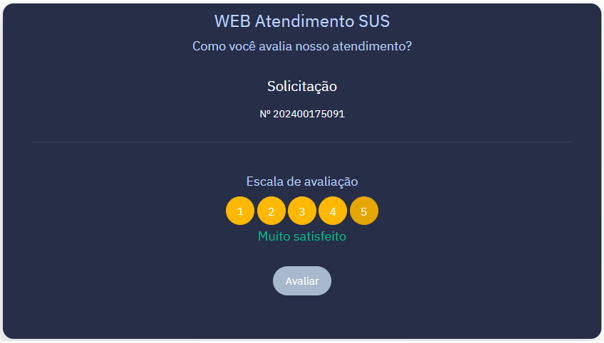 WEB Atendimento SUS
Como você avalia nosso atendimento?
Solicitação
Nº 202400175091
Escala de avaliação
1 2 3 4 5
Muito satisfeito
Avaliar